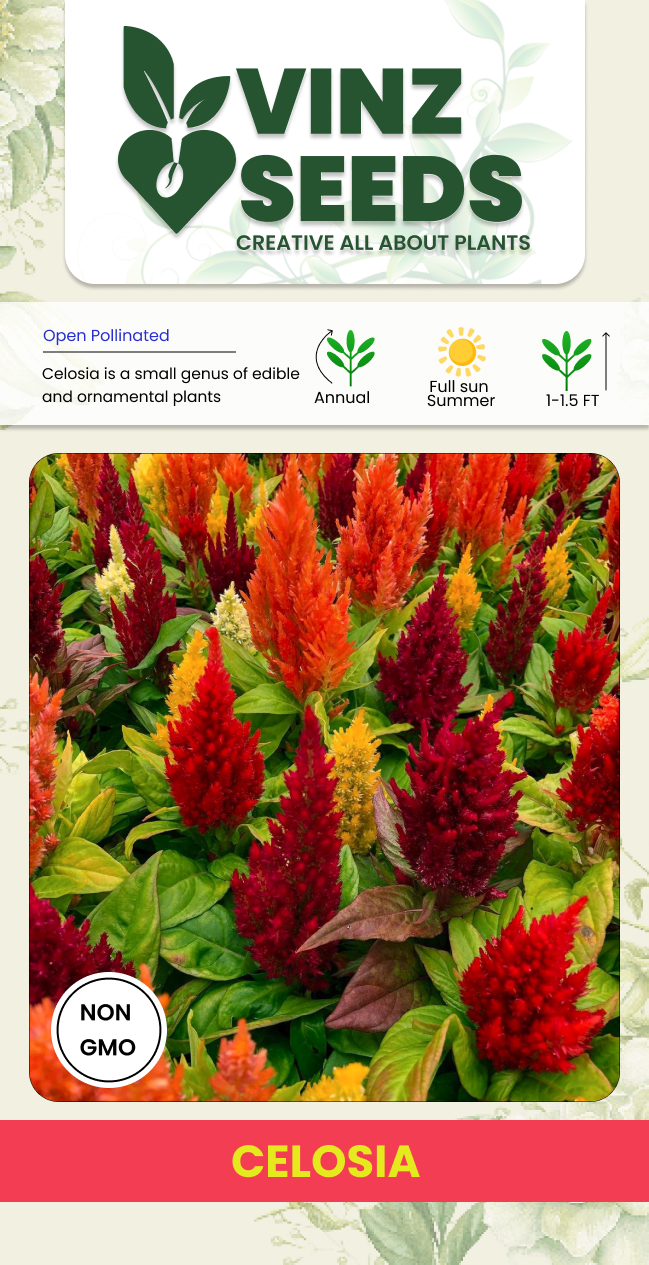 VINZ
SEEDS
CREATIVE ALL ABOUT PLANTS
Open Pollinated
Celosia is a small genus of edible
and ornamental plants
Annual
Full sun
Summer
1-1.5 FT
NON
GMO
CELOSIA